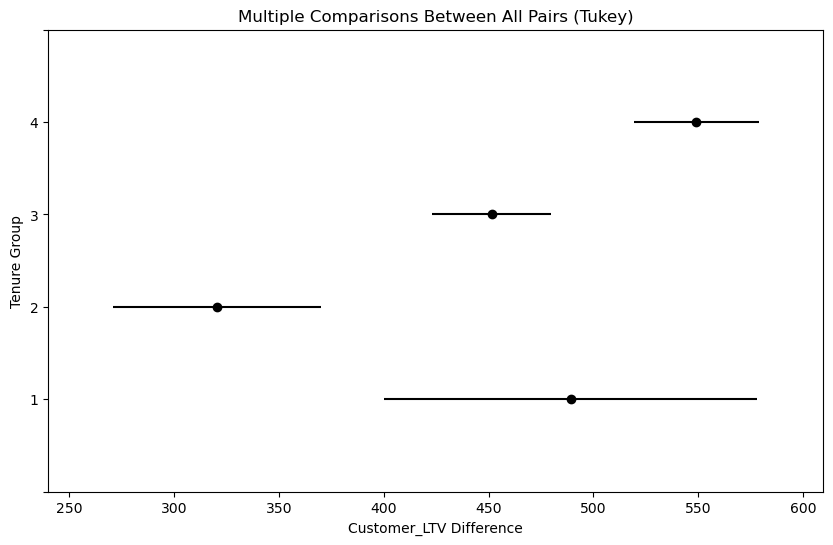 Multiple Comparisons Between All Pairs (Tukey)
4
3
2
1
Tenure Group
250 300 350 400 450 500 550 600
Customer_LTV Difference